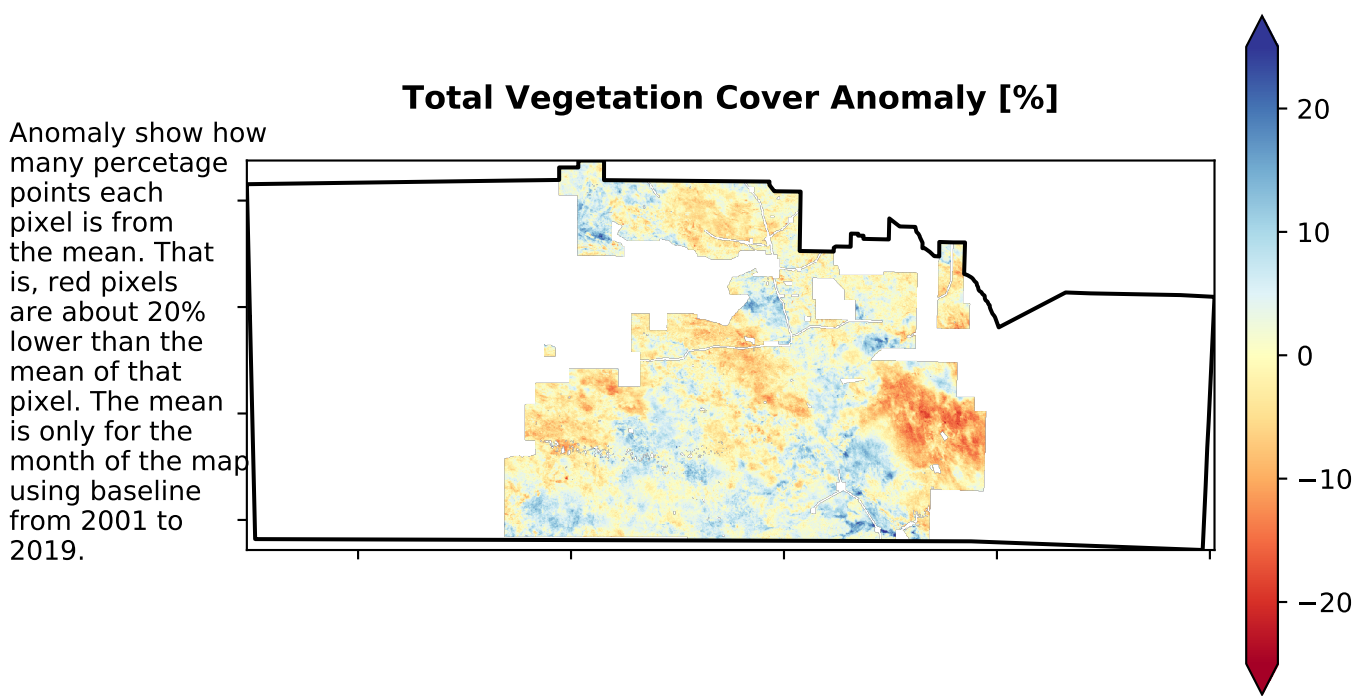 Total Vegetation Cover Anomaly [%]
Anomaly show how
many percetage
points each
pixel is from
the mean. That
is, red pixels
are about 20%
lower than the
mean of that
pixel. The mean
is only for the
month of the map
using baseline
from 2001 to
2019.
20
10
0
−10
−20